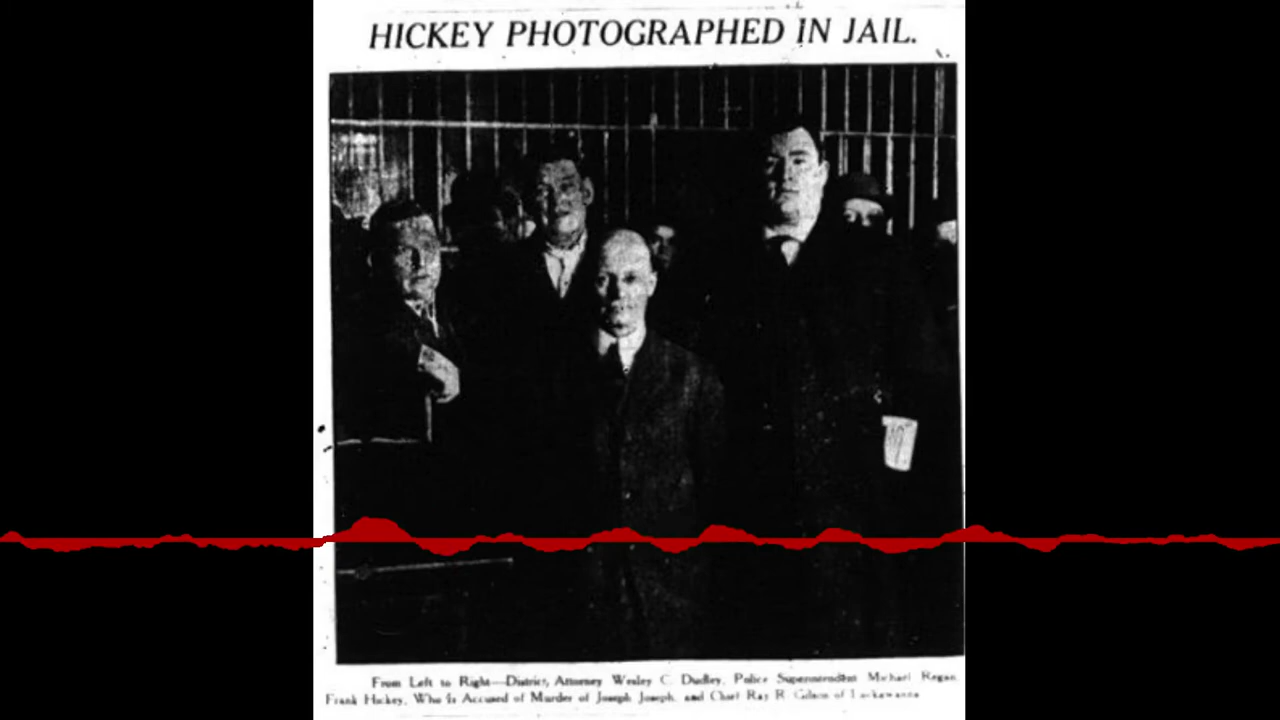 HICKEY PHOTOGRAPHED IN JAIL.
From Left to Right—District, Attorney Wesley C. Dudley, Police Superintendent Michael Regan
Frank Hickey, Who Is Accused of Murder of Joseph Joseph, and Chief Ray R. Gilson of Lackawanna